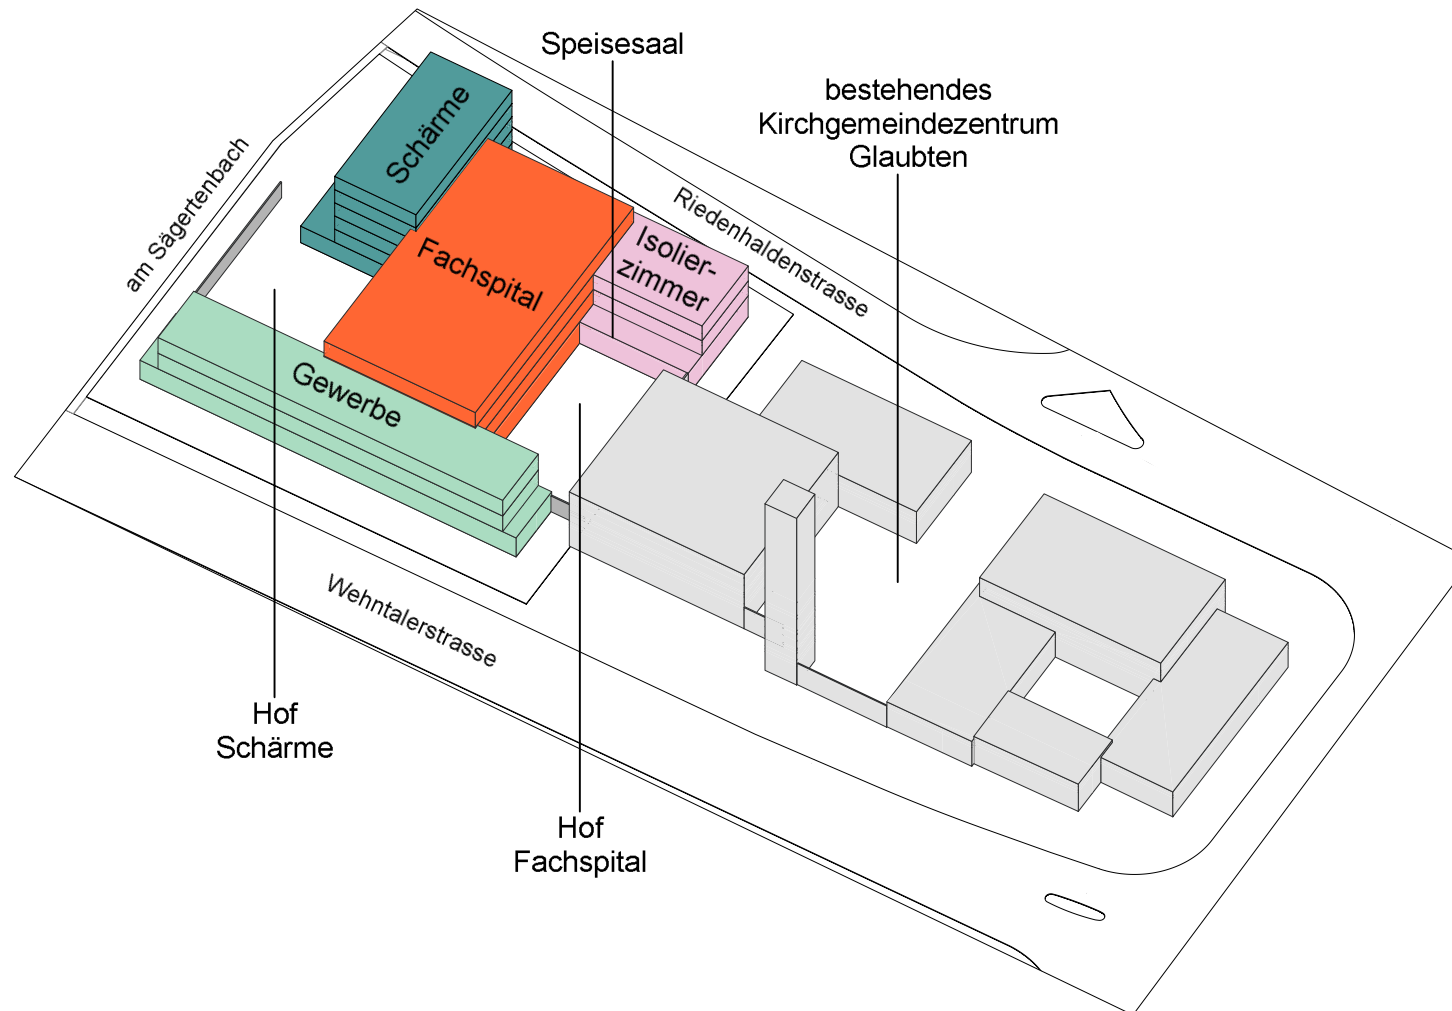 Speisesaal
bestehendes
Kirchgemeindezentrum
Glaubten
Schärme
am Sägertenbach
Riedenhaldenstrasse
Fachspital
Isolier-
zimmer
Gewerbe
Wehntalerstrasse
Hof
Schärme
Hof
Fachspital